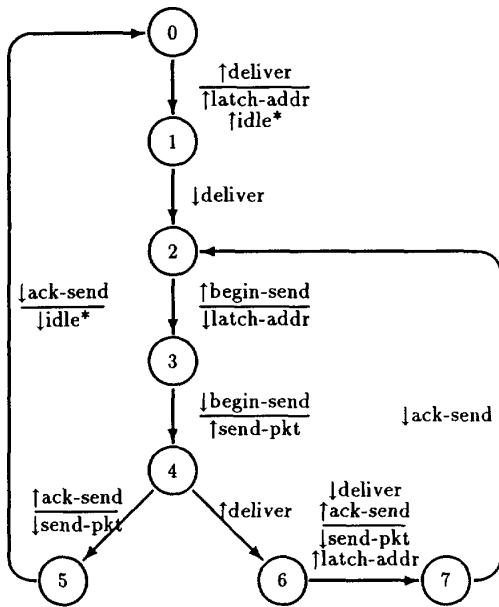 0
↑deliver
↑latch-addr
↑idle*
1
↓deliver
2
↓ack-send
↓idle*
↑begin-send
↓latch-addr
3
↓begin-send
↑send-pkt
↓ack-send
4
↑ack-send
↓send-pkt
↑deliver
↓deliver
↑ack-send
↓send-pkt
↑latch-addr
5
6
7